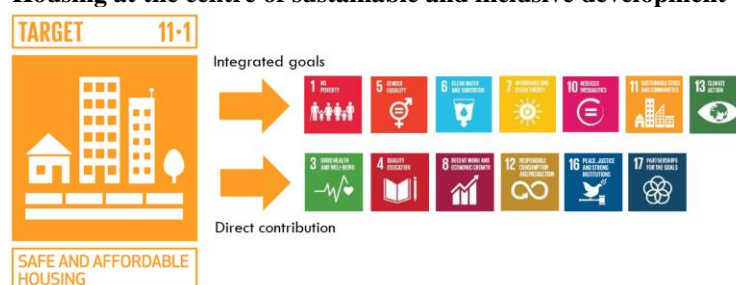 Housing at the centre of sustainable and inclusive development
TARGET 11·1
Integrated goals
1 NO POVERTY
5 GENDER EQUALITY
6 CLEAN WATER AND SANITATION
7 AFFORDABLE AND CLEAN ENERGY
10 REDUCED INEQUALITIES
11 SUSTAINABLE CITIES AND COMMUNITIES
13 CLIMATE ACTION
3 GOOD HEALTH AND WELL-BEING
4 QUALITY EDUCATION
8 DECENT WORK AND ECONOMIC GROWTH
12 RESPONSIBLE CONSUMPTION AND PRODUCTION
16 PEACE, JUSTICE AND STRONG INSTITUTIONS
17 PARTNERSHIPS FOR THE GOALS
Direct contribution
SAFE AND AFFORDABLE
HOUSING